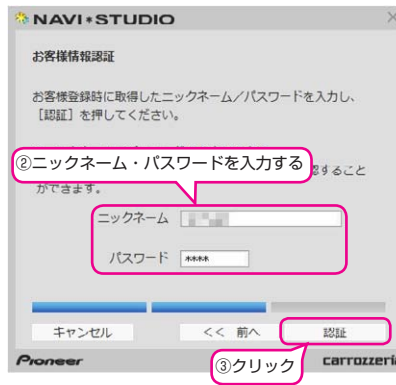 NAVI*STUDIO
お客様情報認証
お客様登録時に取得したニックネーム／パスワードを入力し、
［認証］を押してください。
②ニックネーム・パスワードを入力する
認すること
ができます。
ニックネーム
パスワード ****
キャンセル << 前へ 認証
③クリック
Pioneer carrozzeria